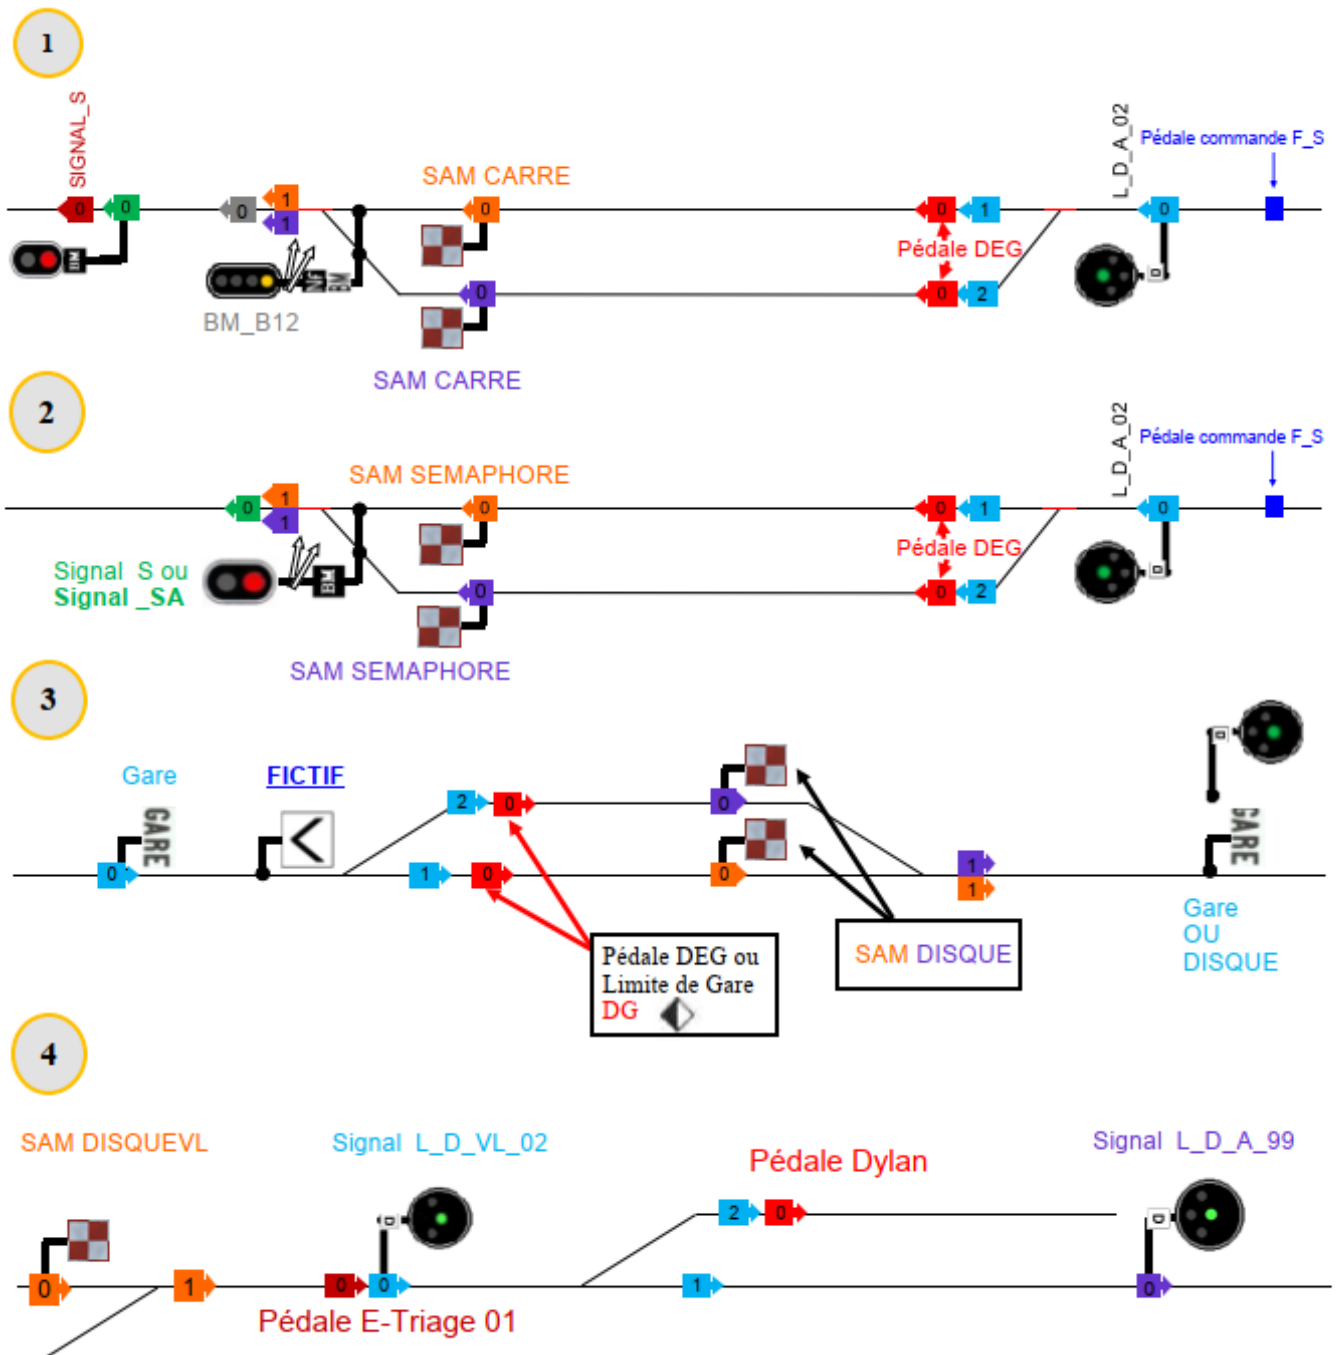 1
SIGNAL_S
L_D_A_02
Pédale commande F_S
SAM CARRE
0
0
0
1
1
0
0
1
0
BM
NF
BM
D
Pédale DEG
BM_B12
0
0
2
SAM CARRE
2
L_D_A_02
Pédale commande F_S
SAM SEMAPHORE
0
1
1
0
0
1
0
Pédale DEG
Signal S ou
Signal _SA
BM
D
0
0
2
SAM SEMAPHORE
3
D
Gare
FICTIF
GARE
GARE
2
0
0
0
1
0
0
1
1
Gare
OU
DISQUE
Pédale DEG ou
Limite de Gare
DG
SAM DISQUE
4
SAM DISQUEVL
Signal L_D_VL_02
Signal L_D_A_99
Pédale Dylan
D
2
0
D
0
1
0
0
1
0
Pédale E-Triage 01